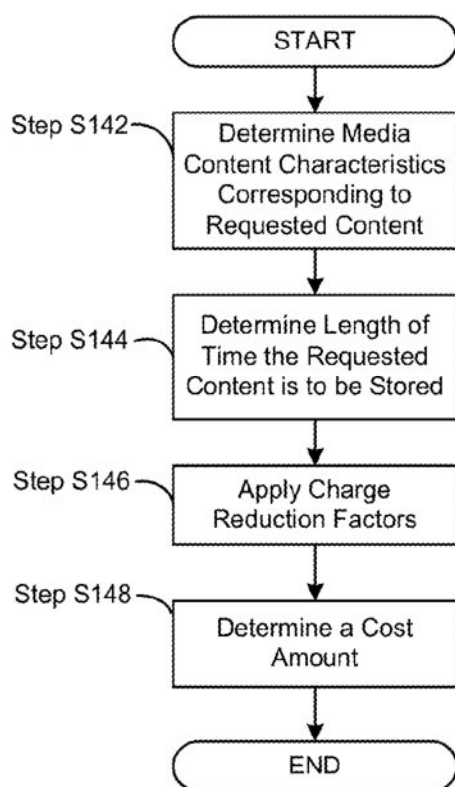 START
Step S142
Determine Media
Content Characteristics
Corresponding to
Requested Content
Step S144
Determine Length of
Time the Requested
Content is to be Stored
Step S146
Apply Charge
Reduction Factors
Step S148
Determine a Cost
Amount
END